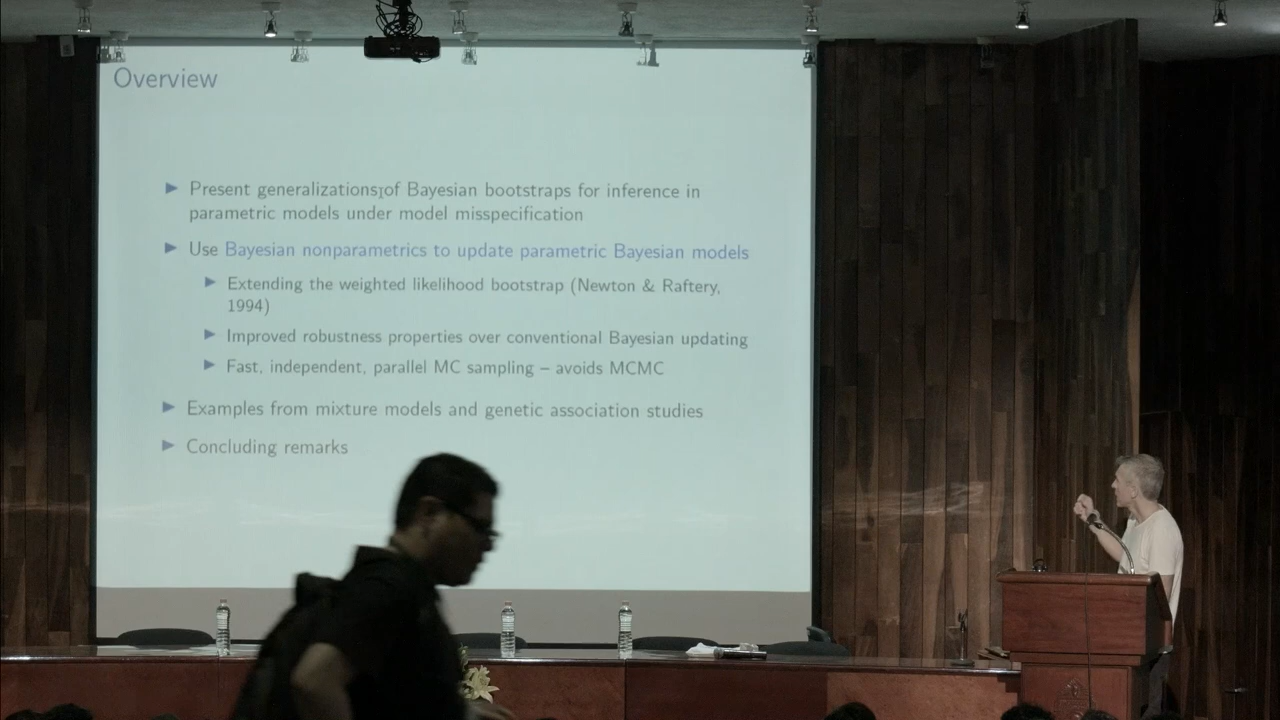 Overview
Present generalizations of Bayesian bootstraps for inference in
parametric models under model misspecification
Use Bayesian nonparametrics to update parametric Bayesian models
Extending the weighted likelihood bootstrap (Newton & Raftery,
1994)
Improved robustness properties over conventional Bayesian updating
Fast, independent, parallel MC sampling – avoids MCMC
Examples from mixture models and genetic association studies
Concluding remarks